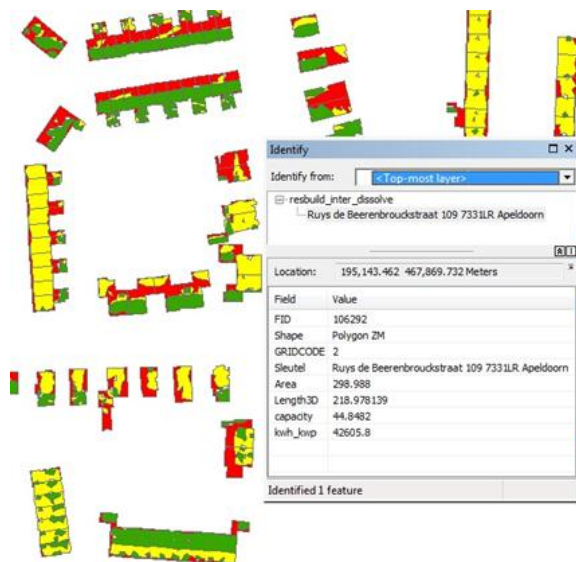 Identify
Identify from: <Top-most layer>
resbuild_inter_dissolve
Ruys de Beerenbrouckstraat 109 7331LR Apeldoorn
Location: 195,143.462 467,869.732 Meters
Field Value
FID 106292
Shape Polygon ZM
GRIDCODE 2
Sleutel Ruys de Beerenbrouckstraat 109 7331LR Apeldoorn
Area 298.988
Length3D 218.978139
capacity 44.8482
kwh_kwp 42605.8
Identified 1 feature